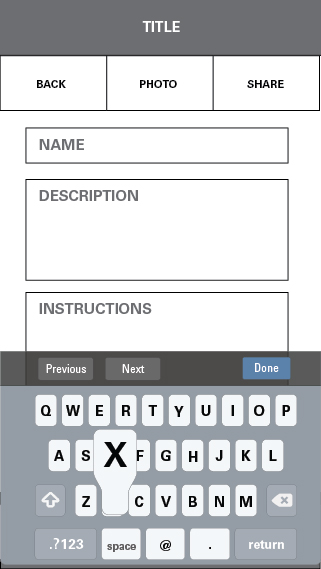 TITLE
BACK PHOTO SHARE
NAME
DESCRIPTION
INSTRUCTIONS
Previous Next Done
Q W E R T Y U I O P
A S X F G H J K L
Z C V B N M
.?123 space @ . return